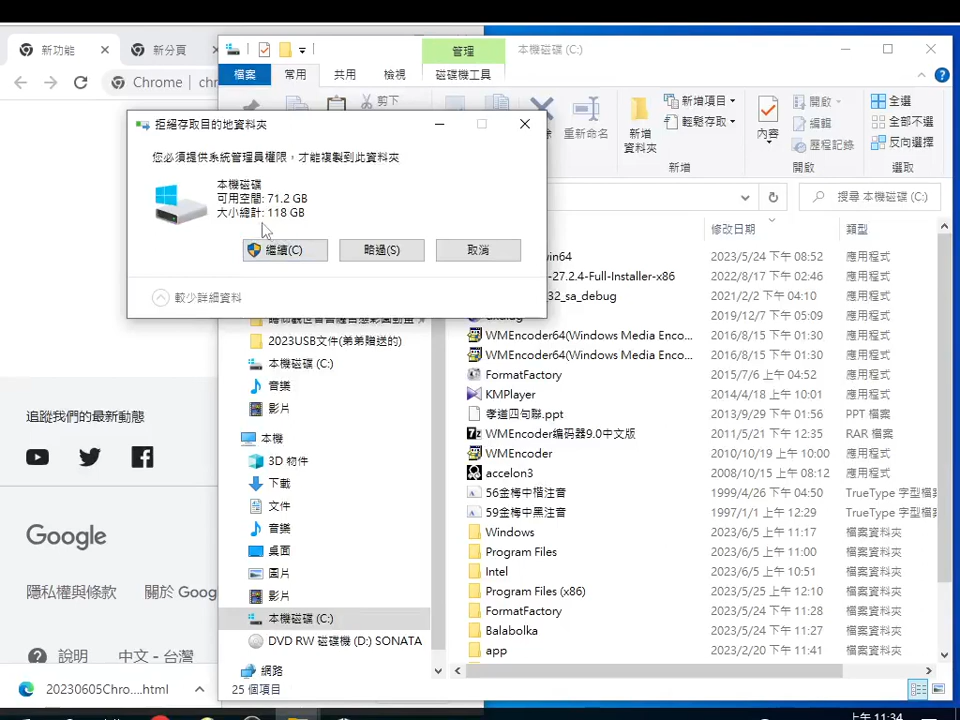 新功能
新分頁
管理
本機磁碟 (C:)
檔案
常用
共用
檢視
磁碟機工具
Chrome
剪下
重新命名
新增
資料夾
新增項目
輕鬆存取
新增
內容
開啟
編輯
歷程記錄
開啟
全選
全部不選
反向選擇
選取
拒絕存取目的地資料夾
您必須提供系統管理員權限，才能複製到此資料夾
本機磁碟
可用空間: 71.2 GB
大小總計: 118 GB
繼續(C)
略過(S)
取消
較少詳細資料
搜尋 本機磁碟 (C:)
修改日期
類型
2023/5/24 下午 08:52
應用程式
-27.2.4-Full-Installer-x86
2022/8/17 下午 02:46
應用程式
32_sa_debug
2021/2/2 下午 04:10
應用程式
2019/12/7 下午 05:09
應用程式
WMEncoder64(Windows Media Enco...
2016/8/15 下午 01:30
應用程式
WMEncoder64(Windows Media Enco...
2016/8/15 下午 01:30
應用程式
FormatFactory
2015/7/6 上午 04:52
應用程式
KMPlayer
2014/4/18 上午 10:01
應用程式
孝道四句聯.ppt
2013/9/29 下午 01:56
PPT 檔案
WMEncoder编码器9.0中文版
2011/5/21 下午 12:35
RAR 檔案
WMEncoder
2010/10/19 上午 10:00
應用程式
accelon3
2008/10/15 上午 08:12
應用程式
56金梅中楷注音
1999/4/26 下午 04:50
TrueType 字型檔案
59金梅中黑注音
1997/1/1 上午 12:29
TrueType 字型檔案
Windows
2023/6/5 上午 11:17
檔案資料夾
Program Files
2023/6/5 上午 11:00
檔案資料夾
Intel
2023/6/5 上午 10:51
檔案資料夾
Program Files (x86)
2023/5/25 上午 12:10
檔案資料夾
FormatFactory
2023/5/24 下午 11:28
檔案資料夾
Balabolka
2023/5/24 下午 11:27
檔案資料夾
app
2023/2/20 下午 11:41
檔案資料夾
2023USB文件(弟弟贈送的)
本機磁碟 (C:)
音樂
影片
本機
3D 物件
下載
文件
音樂
桌面
圖片
影片
本機磁碟 (C:)
DVD RW 磁碟機 (D:) SONATA
網路
25 個項目
追蹤我們的最新動態
Google
隱私權與條款
關於 Goog
說明
中文 - 台灣
20230605Chro....html
上午 11:34